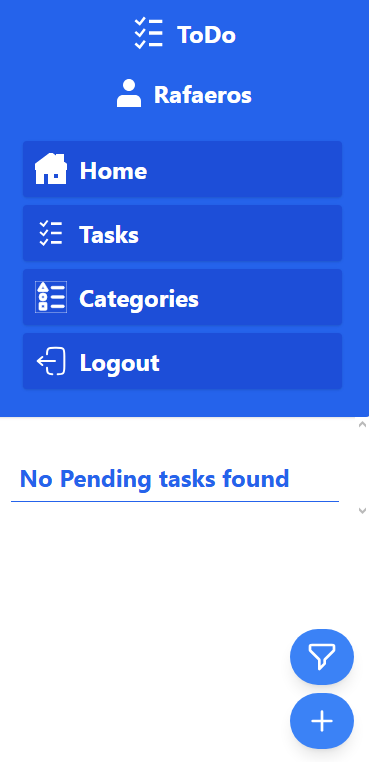 ToDo
Rafaeros
Home
Tasks
Categories
Logout
No Pending tasks found